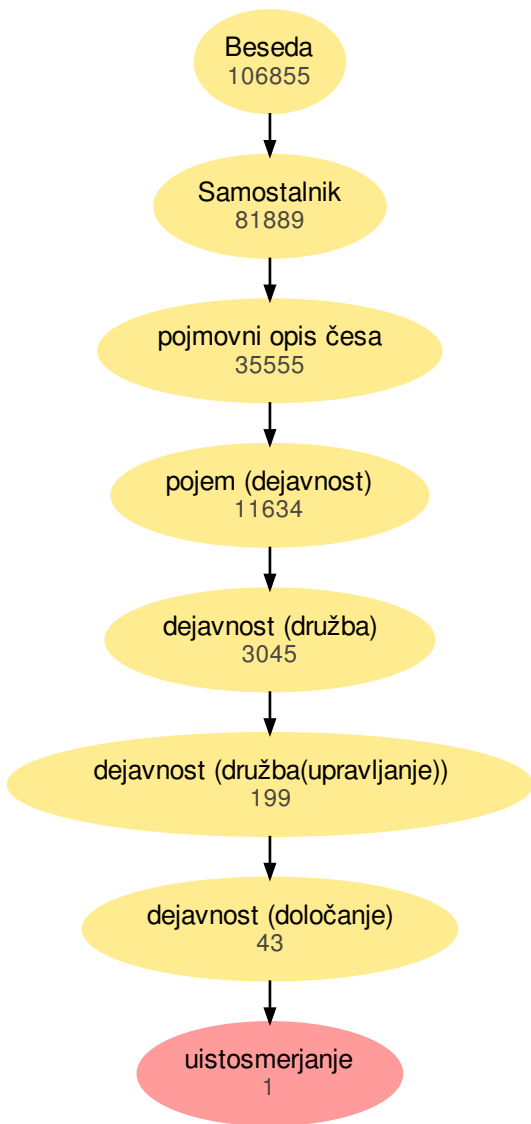 Beseda
106855
Samostalnik
81889
pojmovni opis česa
35555
pojem (dejavnost)
11634
dejavnost (družba)
3045
dejavnost (družba(upravljanje))
199
dejavnost (določanje)
43
uistosmerjanje
1